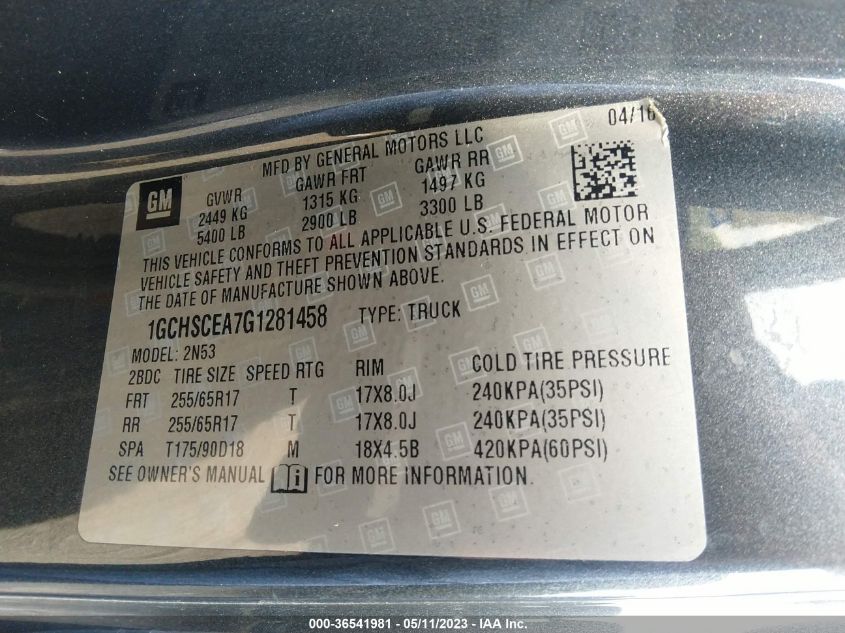 04/16
MFD BY GENERAL MOTORS LLC
GM
GVWR GAWR FRT GAWR RR
2449 KG 1315 KG 1497 KG
5400 LB 2900 LB 3300 LB
THIS VEHICLE CONFORMS TO ALL APPLICABLE U.S. FEDERAL MOTOR
VEHICLE SAFETY AND THEFT PREVENTION STANDARDS IN EFFECT ON
THE DATE OF MANUFACTURE SHOWN ABOVE.
1GCHSCEA7G1281458 TYPE: TRUCK
MODEL: 2N53
2BDC TIRE SIZE SPEED RTG RIM COLD TIRE PRESSURE
FRT 255/65R17 T 17X8.0J 240KPA(35PSI)
RR 255/65R17 T 17X8.0J 240KPA(35PSI)
SPA T175/90D18 M 18X4.5B 420KPA(60PSI)
SEE OWNER'S MANUAL FOR MORE INFORMATION.
000-36541981 - 05/11/2023 - IAA Inc.